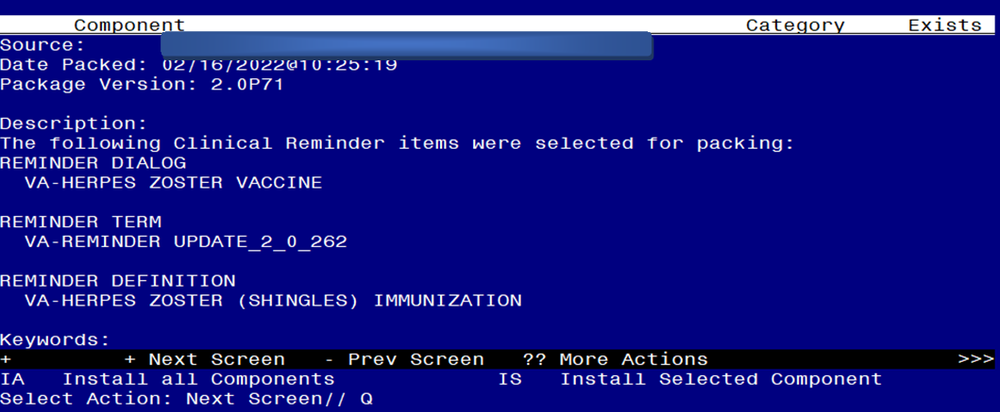 Component Category Exists
Source:
Date Packed: 02/16/2022@10:25:19
Package Version: 2.0P71
Description:
The following Clinical Reminder items were selected for packing:
REMINDER DIALOG
VA-HERPES ZOSTER VACCINE
REMINDER TERM
VA-REMINDER UPDATE_2_0_262
REMINDER DEFINITION
VA-HERPES ZOSTER (SHINGLES) IMMUNIZATION
Keywords:
+ + Next Screen - Prev Screen ?? More Actions >>>
IA Install all Components IS Install Selected Component
Select Action: Next Screen// Q